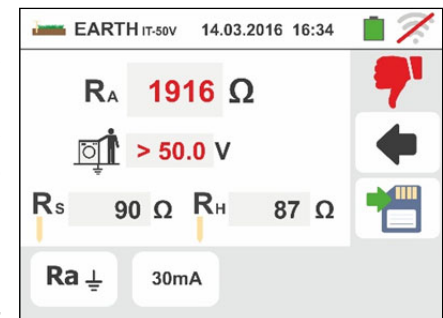 EARTH IT-50V 14.03.2016 16:34
RA 1916 Ω
> 50.0 V
RS 90 Ω RH 87 Ω
Ra 30mA